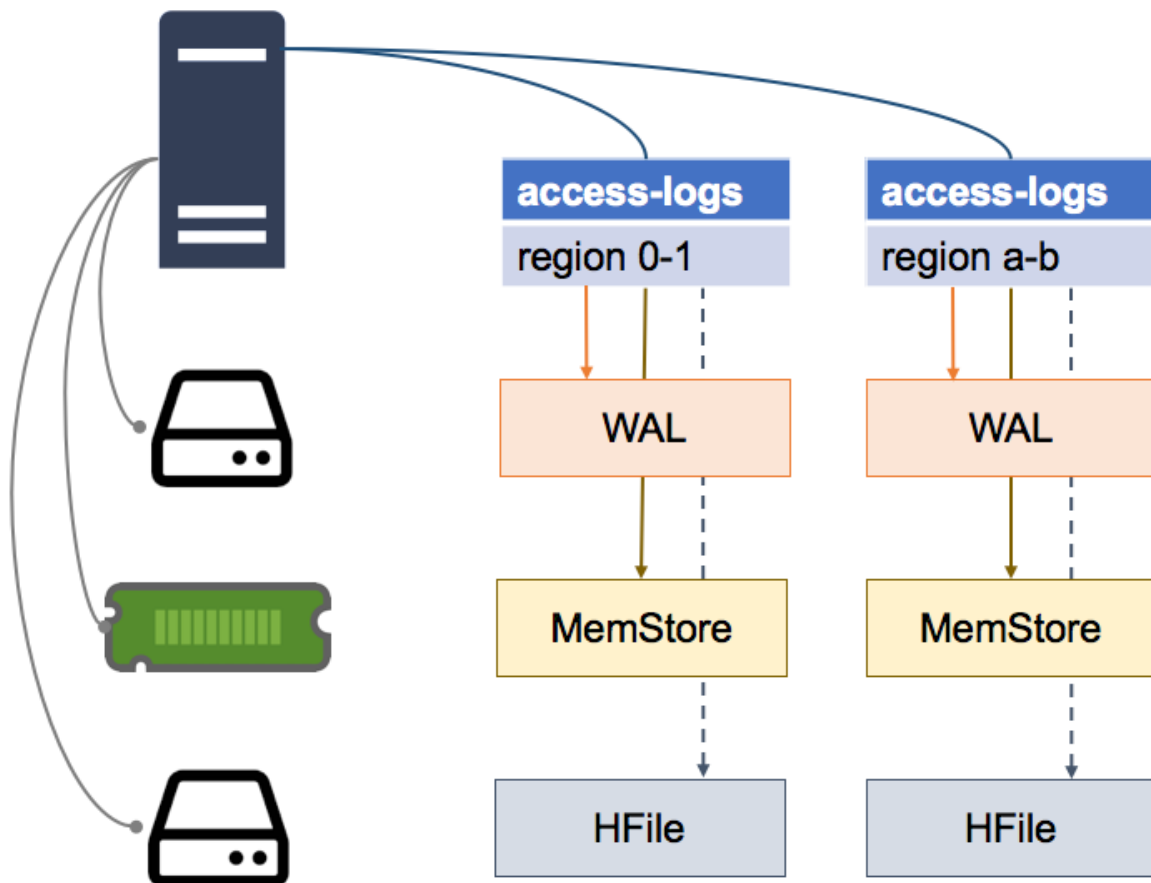 access-logs
region 0-1
WAL
MemStore
HFile
access-logs
region a-b
WAL
MemStore
HFile